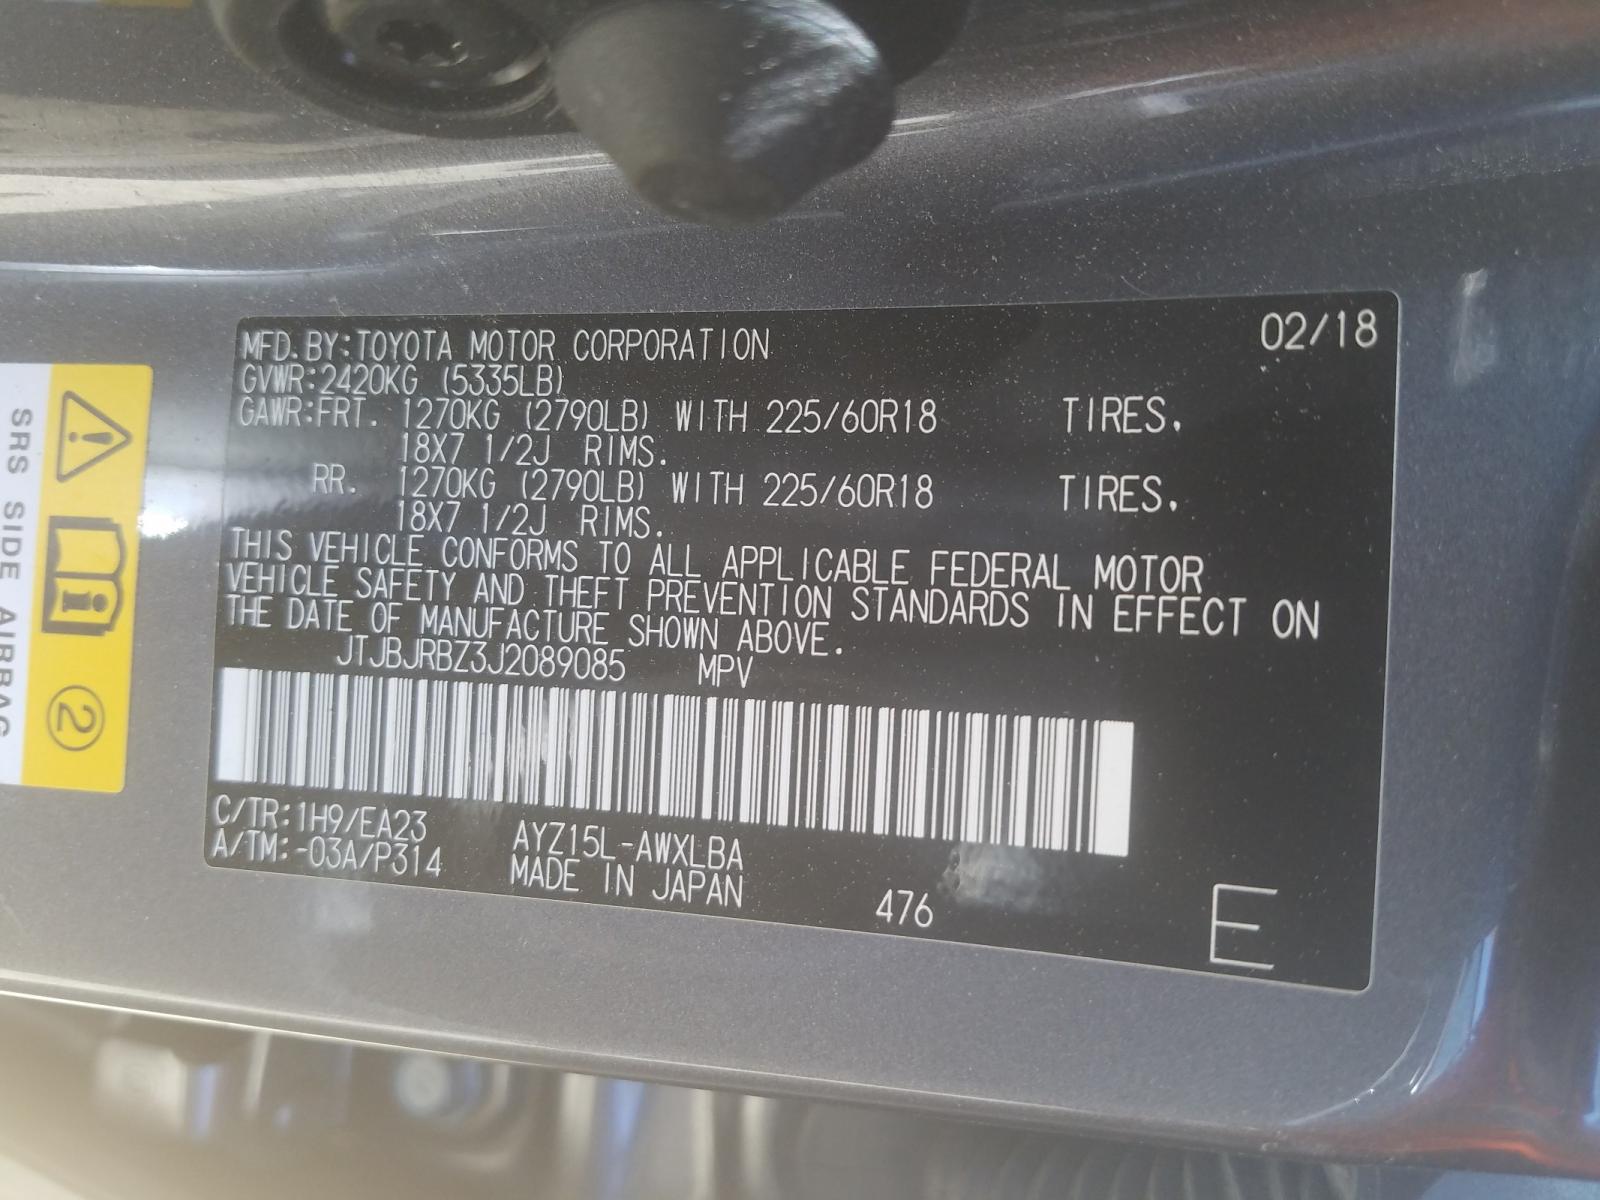 02/18
MFD. BY:TOYOTA MOTOR CORPORATION
GVWR:2420KG (5335LB)
GAWR:FRT. 1270KG (2790LB) WITH 225/60R18 TIRES.
18X7 1/2J RIMS.
RR. 1270KG (2790LB) WITH 225/60R18 TIRES.
18X7 1/2J RIMS.
THIS VEHICLE CONFORMS TO ALL APPLICABLE FEDERAL MOTOR
VEHICLE SAFETY AND THEFT PREVENTION STANDARDS IN EFFECT ON
THE DATE OF MANUFACTURE SHOWN ABOVE.
JTJBJRBZ3J2089085 MPV
C/TR:1H9/EA23
A/TM:-03A/P314
AYZ15L-AWXLBA
MADE IN JAPAN
476
E
SRS SIDE AIRBAG
2